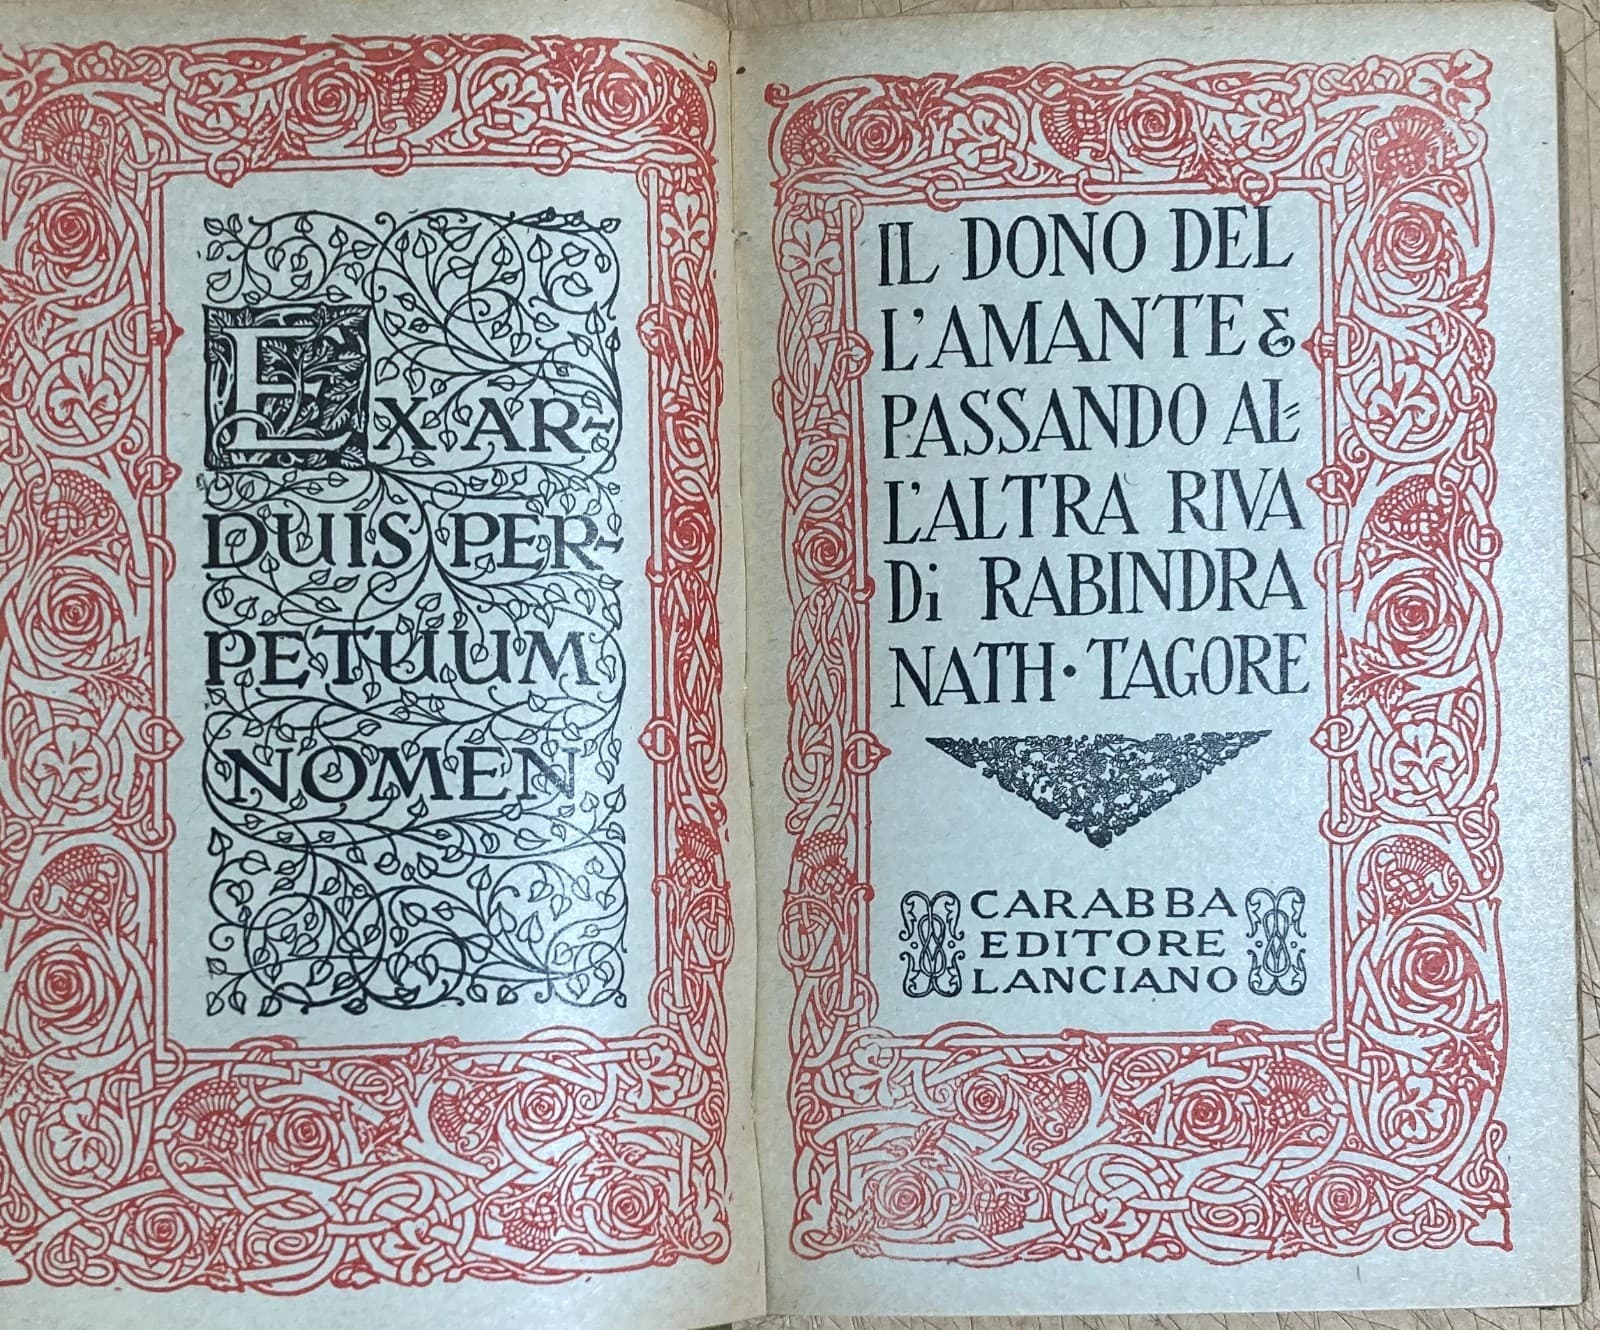 EX AR-
DUIS PER-
PETUUM
NOMEN
IL DONO DEL
L'AMANTE &
PASSANDO AL=
L'ALTRA RIVA
Di RABINDRA
NATH · TAGORE
CARABBA
EDITORE
LANCIANO